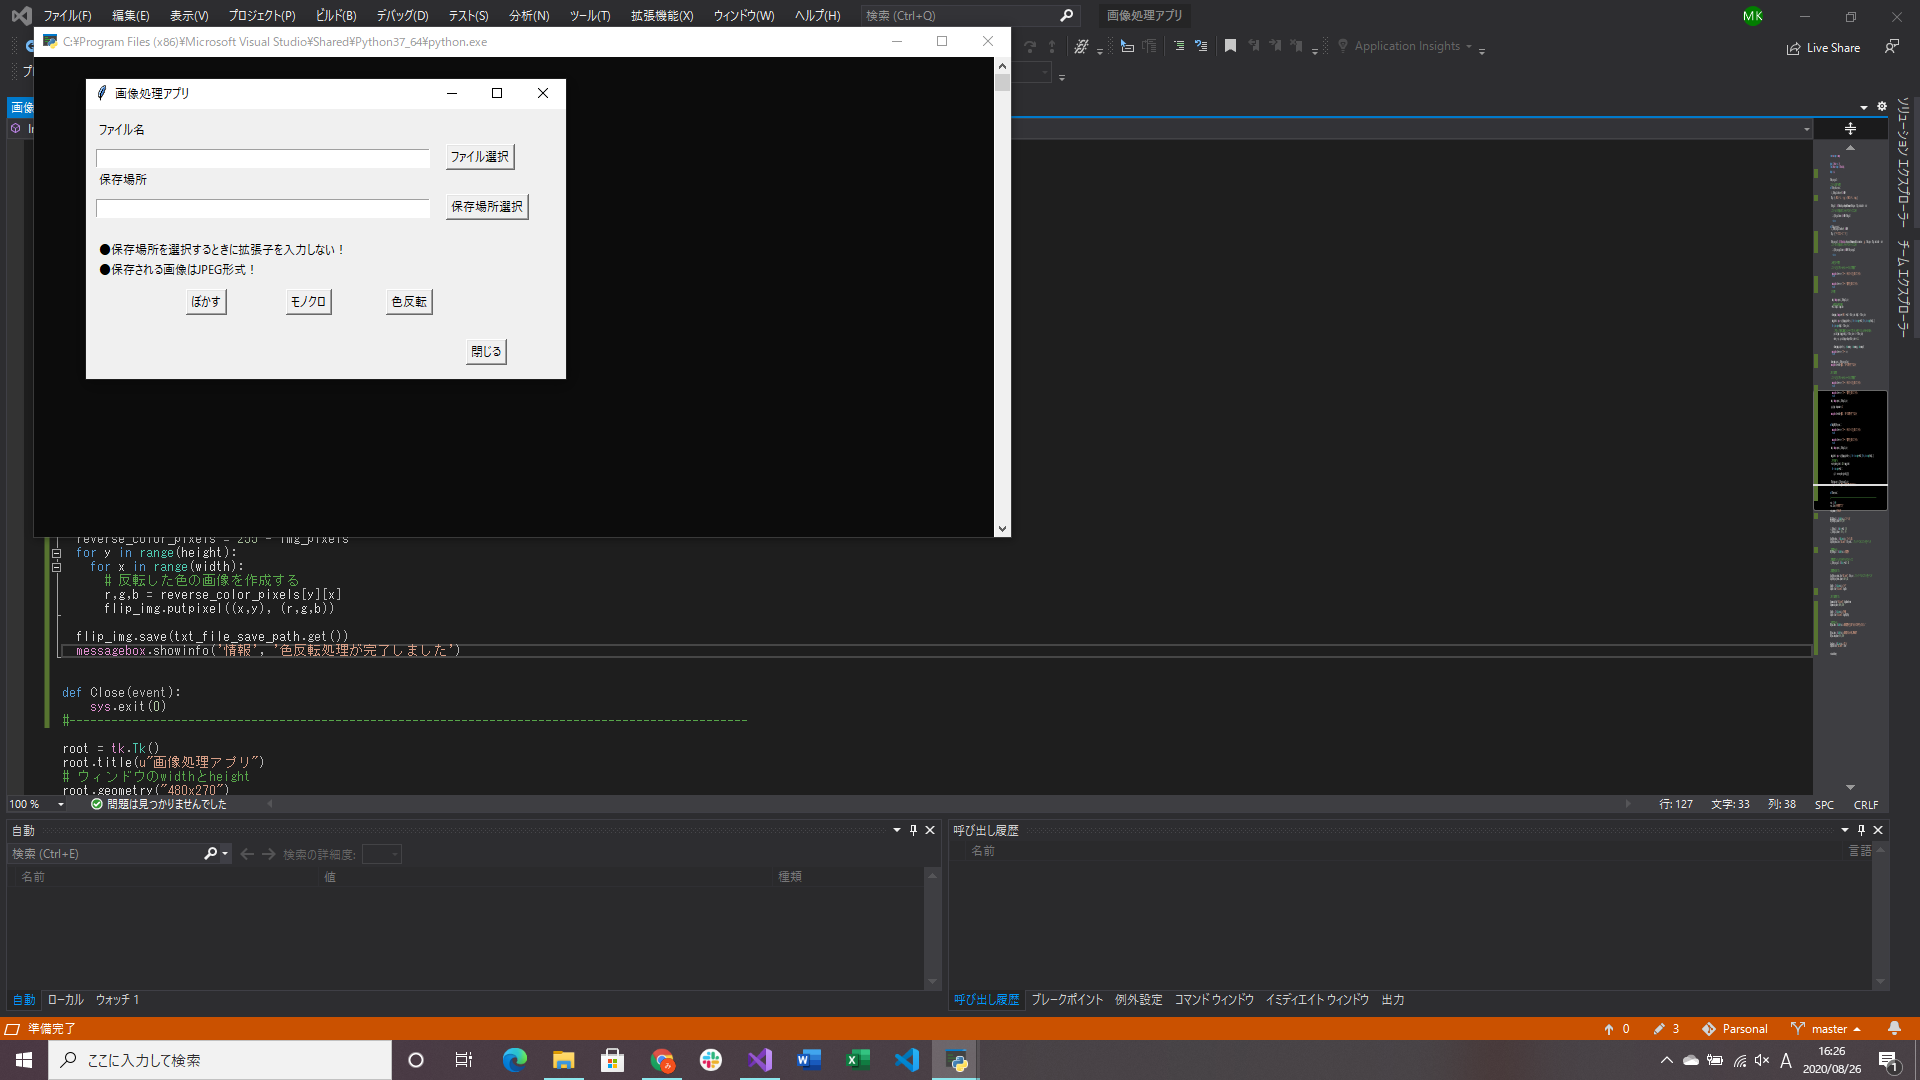 ファイル(F) 編集(E) 表示(V) プロジェクト(P) ビルド(B) デバッグ(D) テスト(S) 分析(N) ツール(T) 拡張機能(X) ウィンドウ(W) ヘルプ(H) 検索 (Ctrl+Q) 画像処理アプリ MK
C:¥Program Files (x86)¥Microsoft Visual Studio¥Shared¥Python37_64¥python.exe
Application Insights Live Share
画像処理アプリ
ファイル名
ファイル選択
保存場所
保存場所選択
●保存場所を選択するときに拡張子を入力しない！
●保存される画像はJPEG形式！
ぼかす モノクロ 色反転
閉じる
画像
ソリューション エクスプローラー
チーム エクスプローラー
reverse_color_pixels = 255 - img_pixels
for y in range(height):
for x in range(width):
# 反転した色の画像を作成する
r,g,b = reverse_color_pixels[y][x]
flip_img.putpixel((x,y), (r,g,b))
flip_img.save(txt_file_save_path.get())
messagebox.showinfo('情報', '色反転処理が完了しました')
def Close(event):
sys.exit(0)
#-------------------------------------------------------------------------------------------------
root = tk.Tk()
root.title(u"画像処理アプリ")
# ウィンドウのwidthとheight
root.geometry("480x270")
100 % 問題は見つかりませんでした 行: 127 文字: 33 列: 38 SPC CRLF
自動
検索 (Ctrl+E) 検索の詳細度:
名前 値 種類
自動 ローカル ウォッチ 1
呼び出し履歴
名前 言語
呼び出し履歴 ブレークポイント 例外設定 コマンド ウィンドウ イミディエイト ウィンドウ 出力
準備完了 0 3 Parsonal master
ここに入力して検索
A 16:26
2020/08/26
1